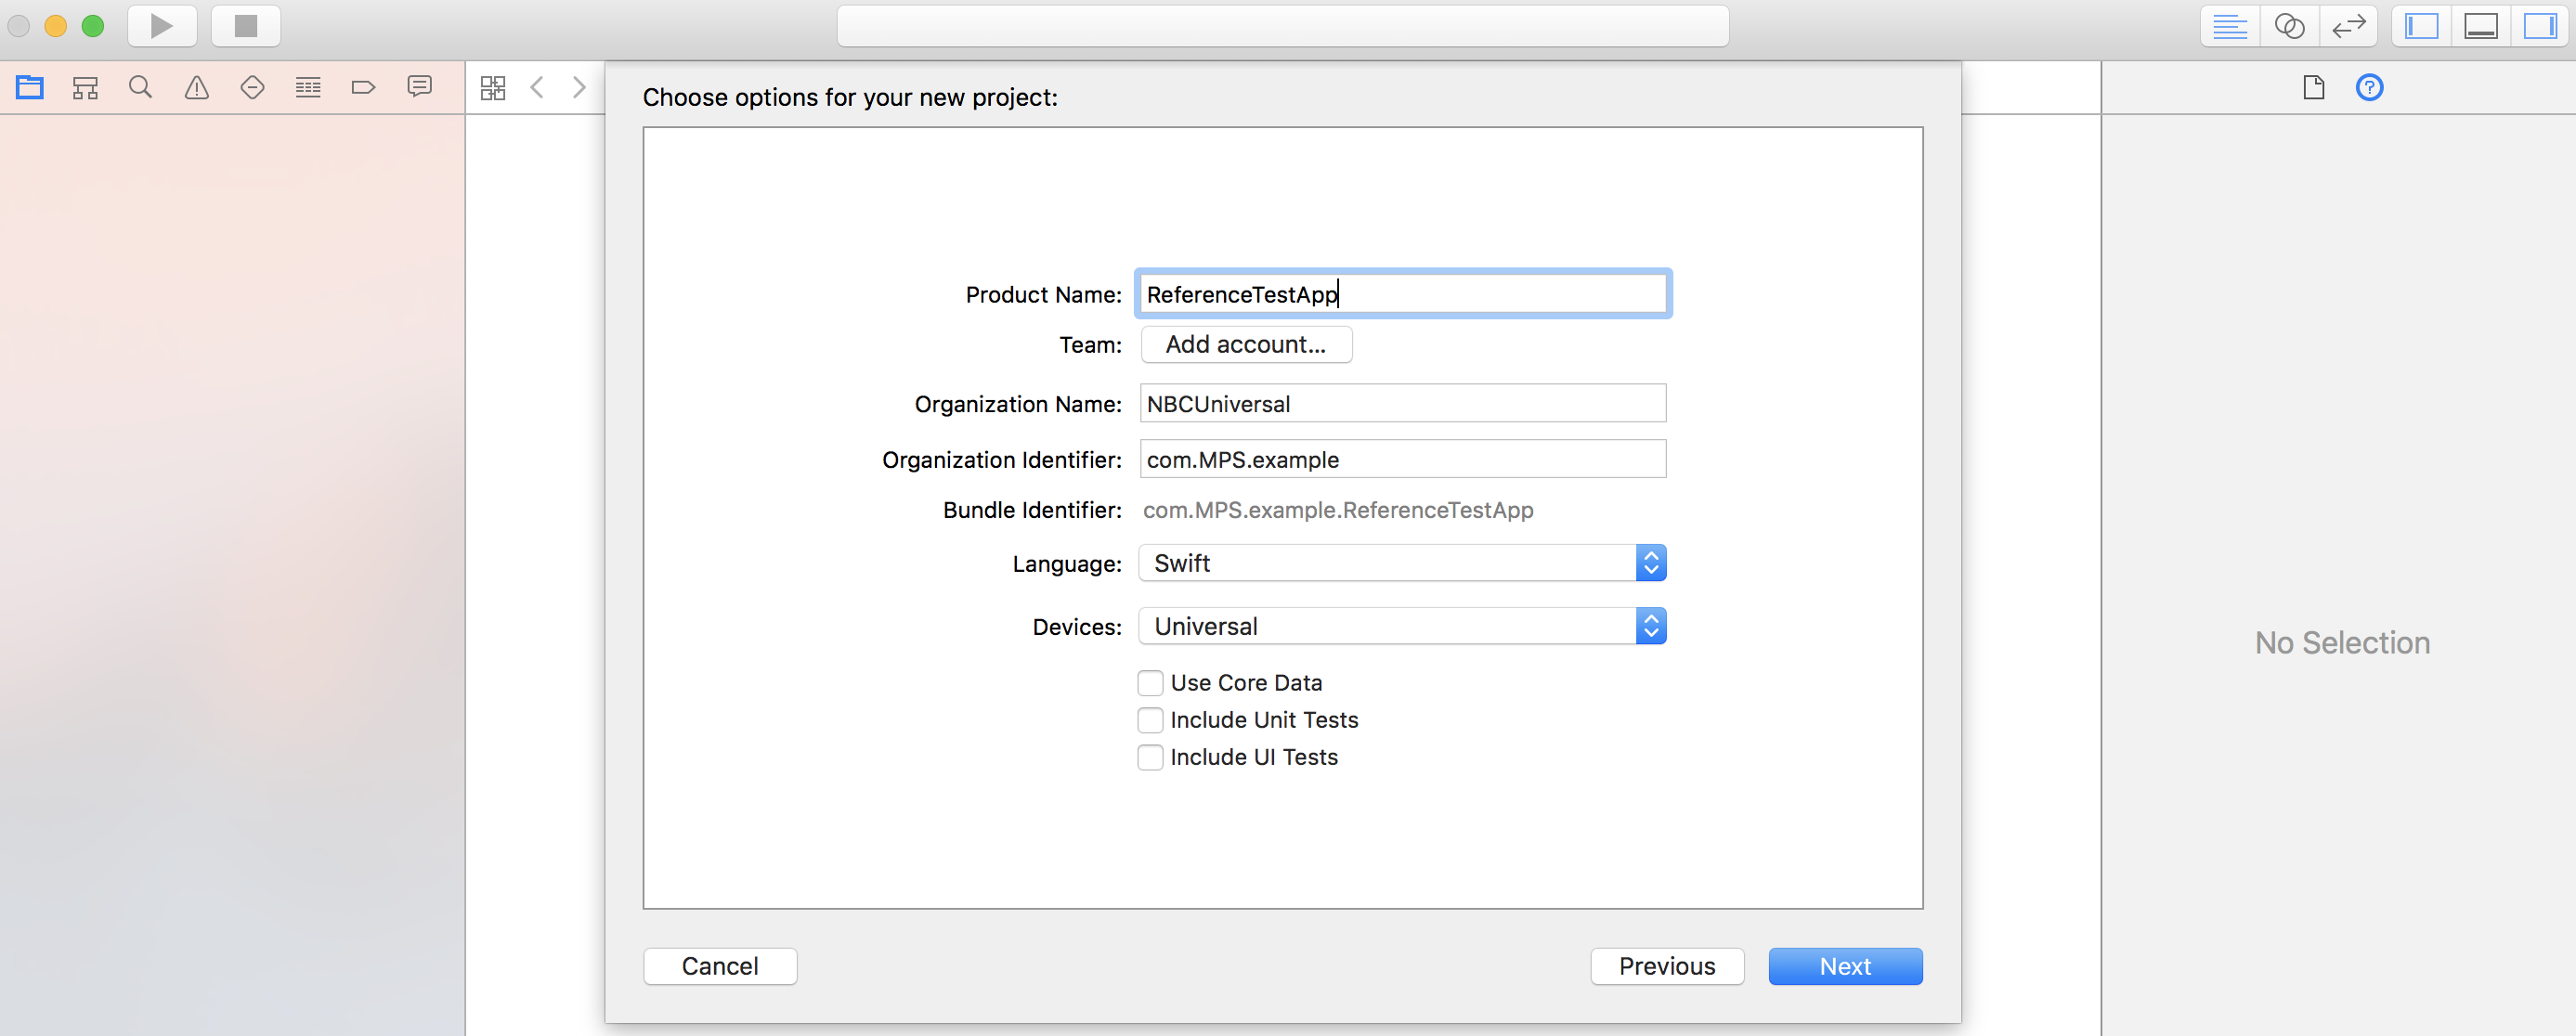 Choose options for your new project:
Product Name: ReferenceTestApp
Team: Add account...
Organization Name: NBCUniversal
Organization Identifier: com.MPS.example
Bundle Identifier: com.MPS.example.ReferenceTestApp
Language: Swift
Devices: Universal
Use Core Data
Include Unit Tests
Include UI Tests
No Selection
Cancel Previous Next